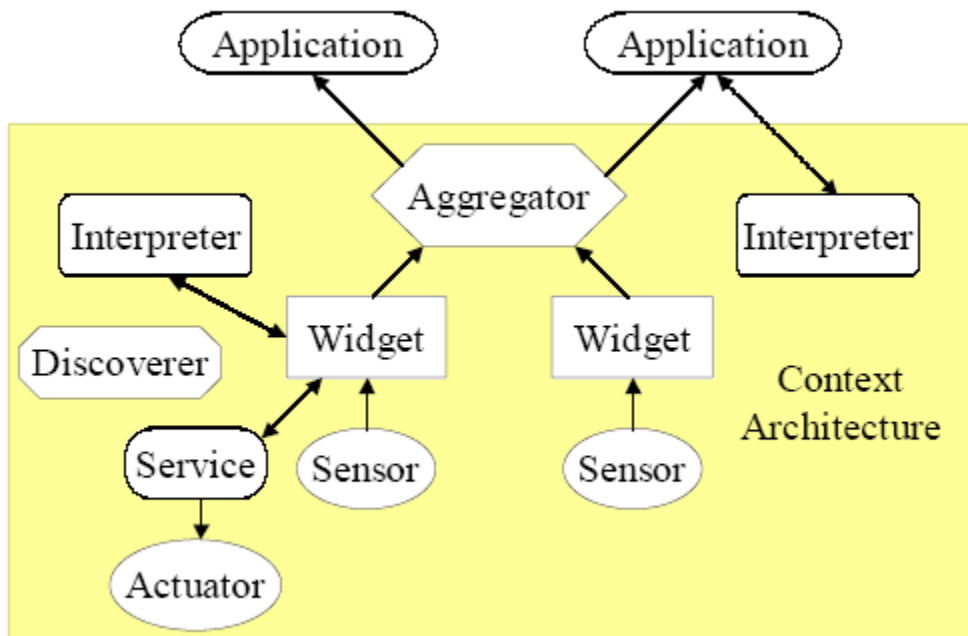 Application
Application
Aggregator
Interpreter
Interpreter
Widget
Widget
Discoverer
Context
Architecture
Service
Sensor
Sensor
Actuator